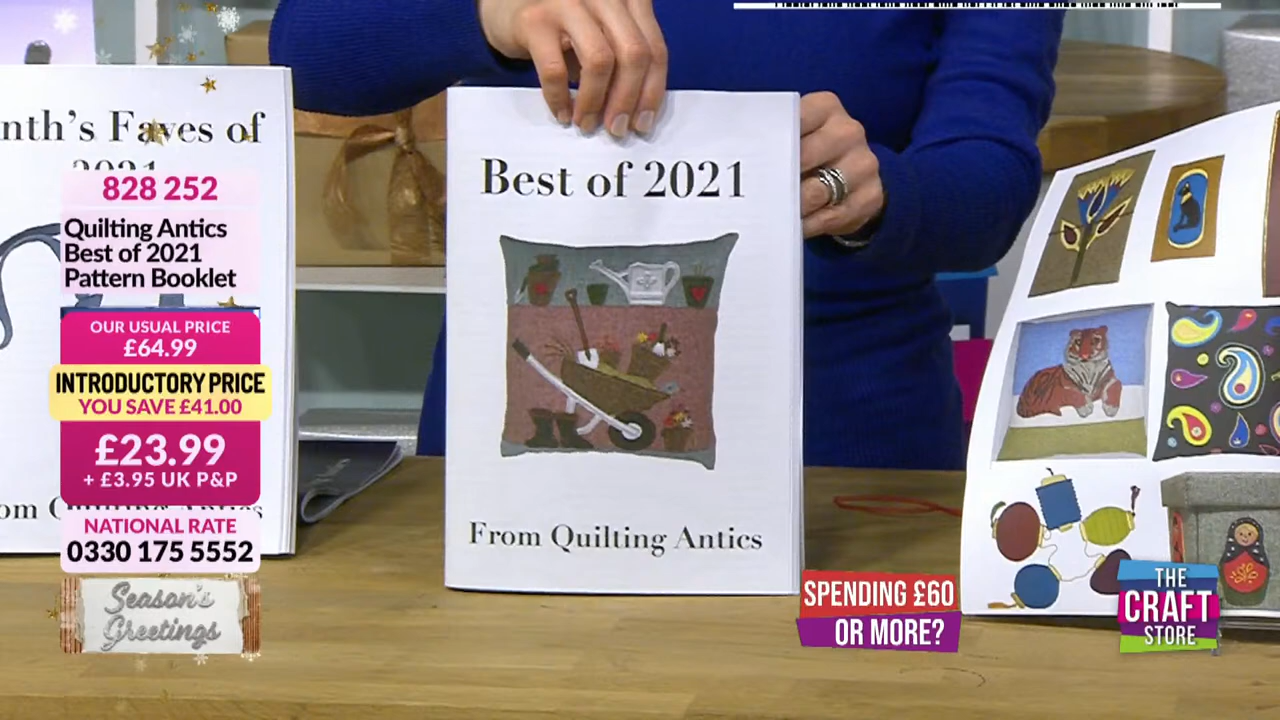 nth's Faves of
2021
828 252
Quilting Antics
Best of 2021
Pattern Booklet
OUR USUAL PRICE
£64.99
INTRODUCTORY PRICE
YOU SAVE £41.00
£23.99
+ £3.95 UK P&P
NATIONAL RATE
0330 175 5552
Season's
Greetings
Best of 2021
From Quilting Antics
SPENDING £60
OR MORE?
THE
CRAFT
STORE